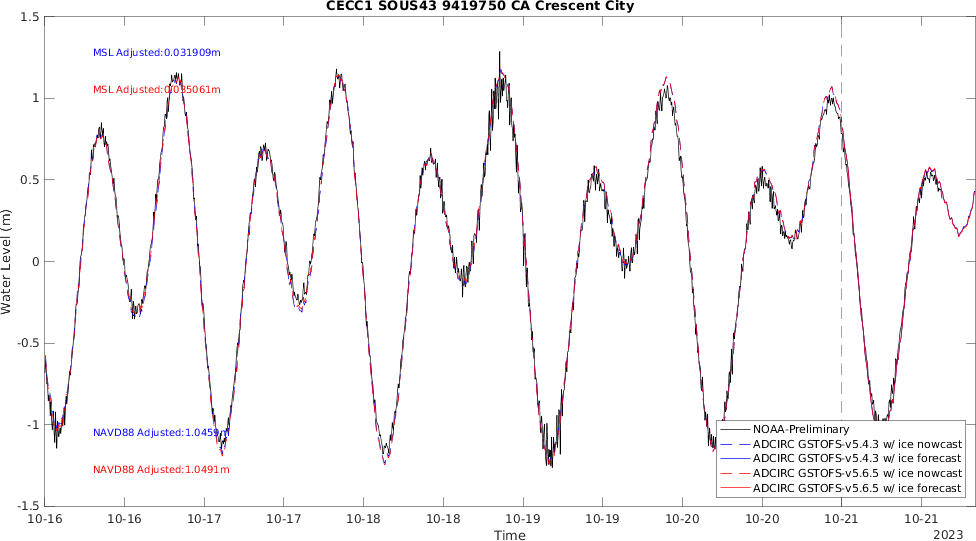 CECC1 SOUS43 9419750 CA Crescent City
1.5
1
0.5
0
-0.5
-1
-1.5
Water Level (m)
MSL Adjusted:0.031909m
MSL Adjusted:0.035061m
NAVD88 Adjusted:1.0459m
NAVD88 Adjusted:1.0491m
NOAA-Preliminary
ADCIRC GSTOFS-v5.4.3 w/ ice nowcast
ADCIRC GSTOFS-v5.4.3 w/ ice forecast
ADCIRC GSTOFS-v5.6.5 w/ ice nowcast
ADCIRC GSTOFS-v5.6.5 w/ ice forecast
10-16 10-16 10-17 10-17 10-18 10-18 10-19 10-19 10-20 10-20 10-21 10-21
Time
2023